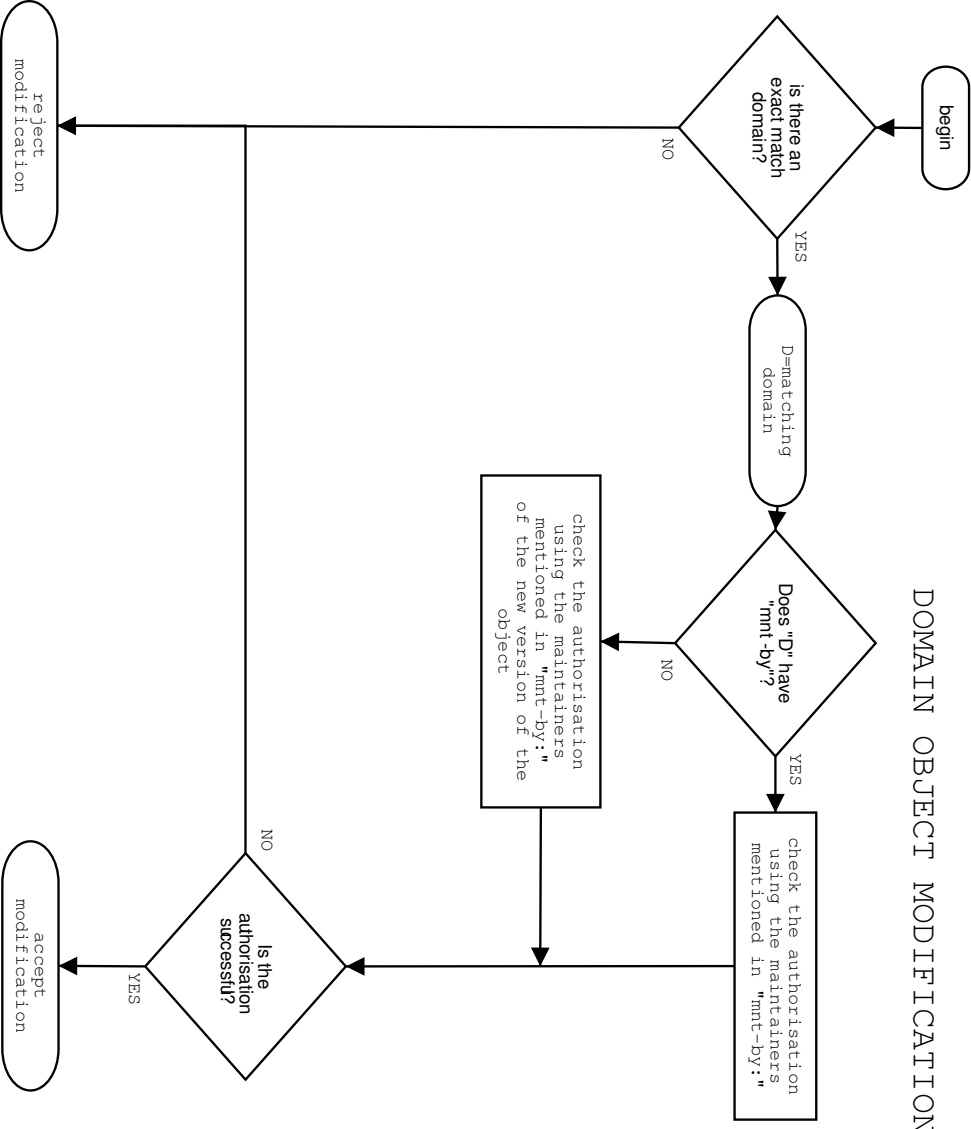 DOMAIN OBJECT MODIFICATION
begin
is there an
exact match
domain?
YES
NO
D=matching
domain
Does "D" have
"mnt -by"?
YES
NO
check the authorisation
using the maintainers
mentioned in "mnt-by:"
check the authorisation
using the maintainers
mentioned in "mnt-by:"
of the new version of the
object
Is the
authorisation
successful?
NO
YES
reject
modification
accept
modification